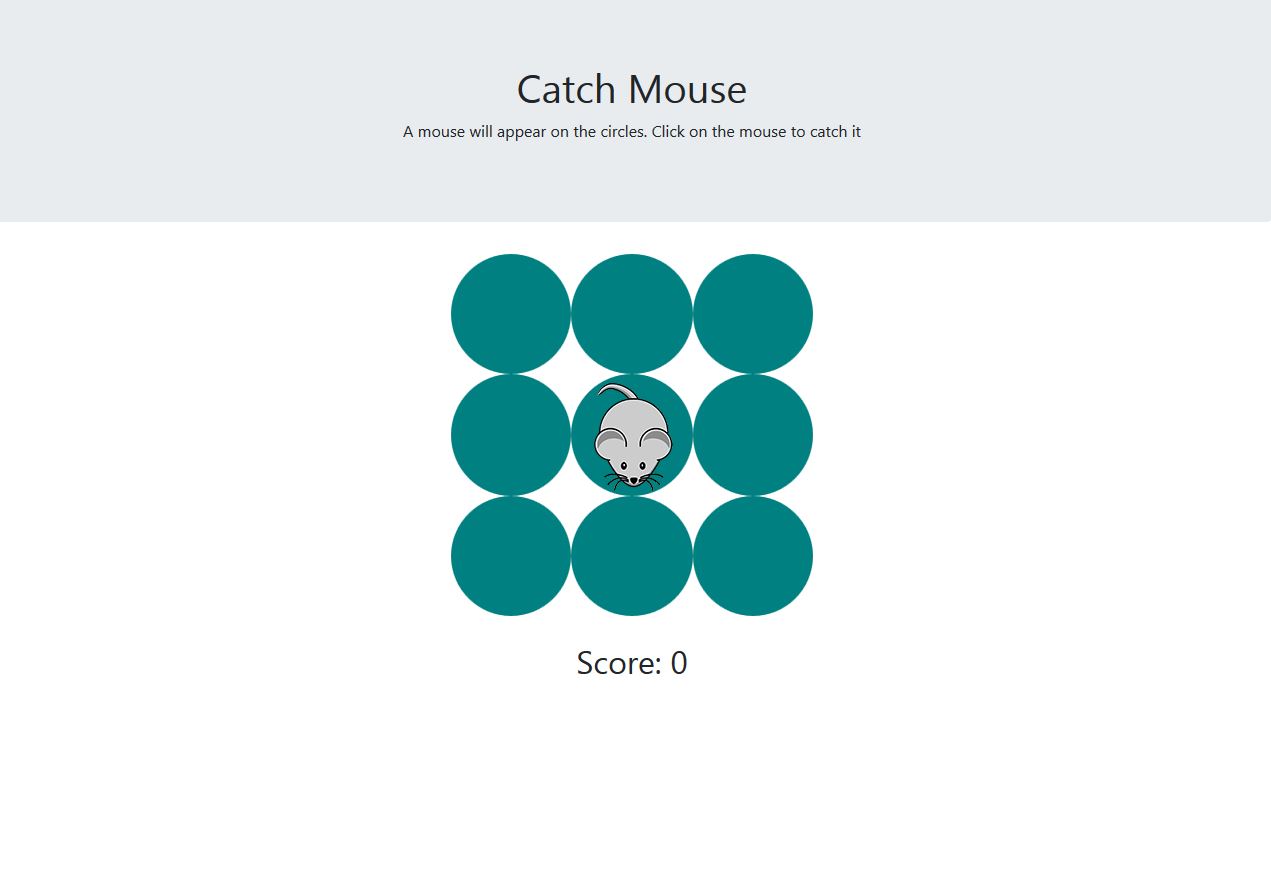 Catch Mouse
A mouse will appear on the circles. Click on the mouse to catch it
Score: 0